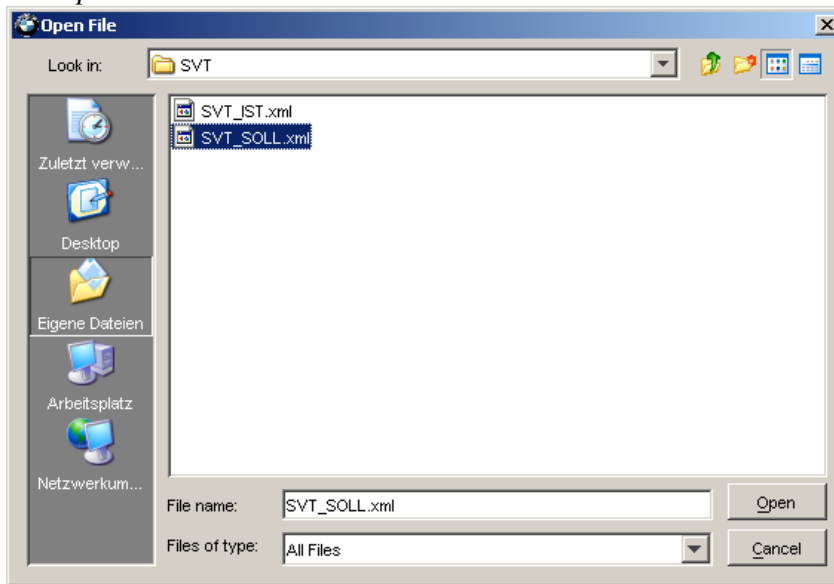 Open File
Look in:
SVT
SVT_IST.xml
SVT_SOLL.xml
Zuletzt verw...
Desktop
Eigene Dateien
Arbeitsplatz
Netzwerkum...
File name:
SVT_SOLL.xml
Open
Files of type:
All Files
Cancel